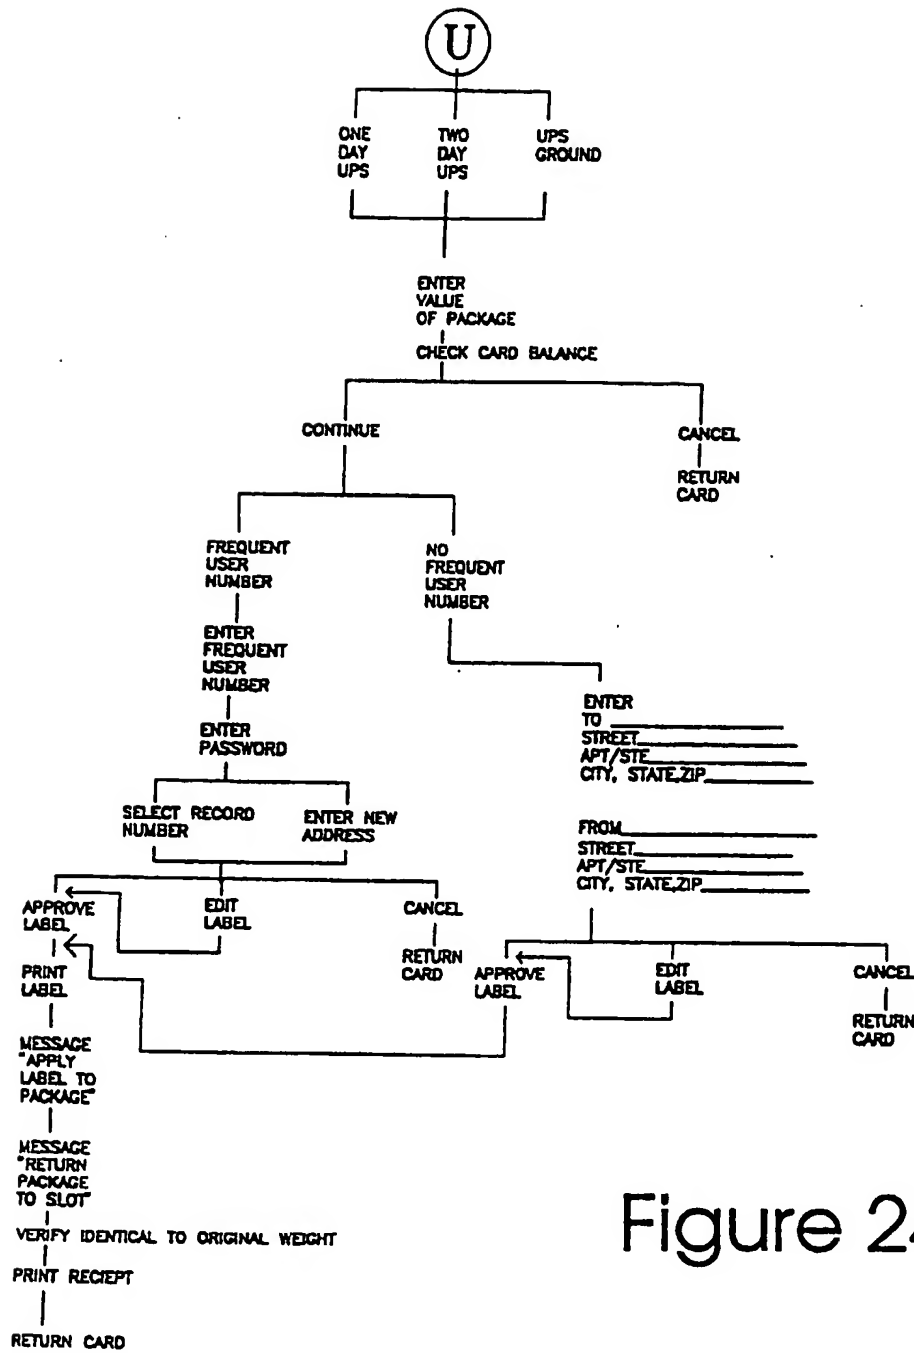 U
ONE
DAY
UPS
TWO
DAY
UPS
UPS
GROUND
ENTER
VALUE
OF PACKAGE
CHECK CARD BALANCE
CONTINUE
CANCEL
RETURN
CARD
FREQUENT
USER
NUMBER
NO
FREQUENT
USER
NUMBER
ENTER
FREQUENT
USER
NUMBER
ENTER
PASSWORD
ENTER
TO
STREET
APT/STE
CITY, STATE,ZIP
SELECT RECORD
NUMBER
ENTER NEW
ADDRESS
FROM
STREET
APT/STE
CITY, STATE,ZIP
APPROVE
LABEL
EDIT
LABEL
CANCEL
RETURN
CARD
PRINT
LABEL
APPROVE
LABEL
EDIT
LABEL
CANCEL
RETURN
CARD
MESSAGE
"APPLY
LABEL TO
PACKAGE"
MESSAGE
"RETURN
PACKAGE
TO SLOT"
VERIFY IDENTICAL TO ORIGINAL WEIGHT
PRINT RECIEPT
RETURN CARD
Figure 2